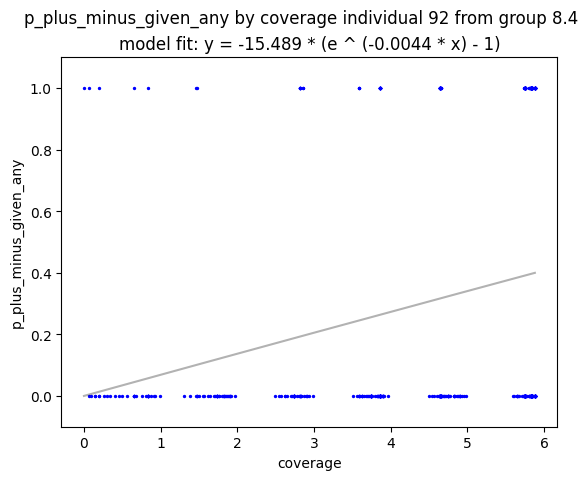 p_plus_minus_given_any by coverage individual 92 from group 8.4
model fit: y = -15.489 * (e ^ (-0.0044 * x) - 1)
1.0
0.8
0.6
0.4
0.2
0.0
p_plus_minus_given_any
0 1 2 3 4 5 6
coverage